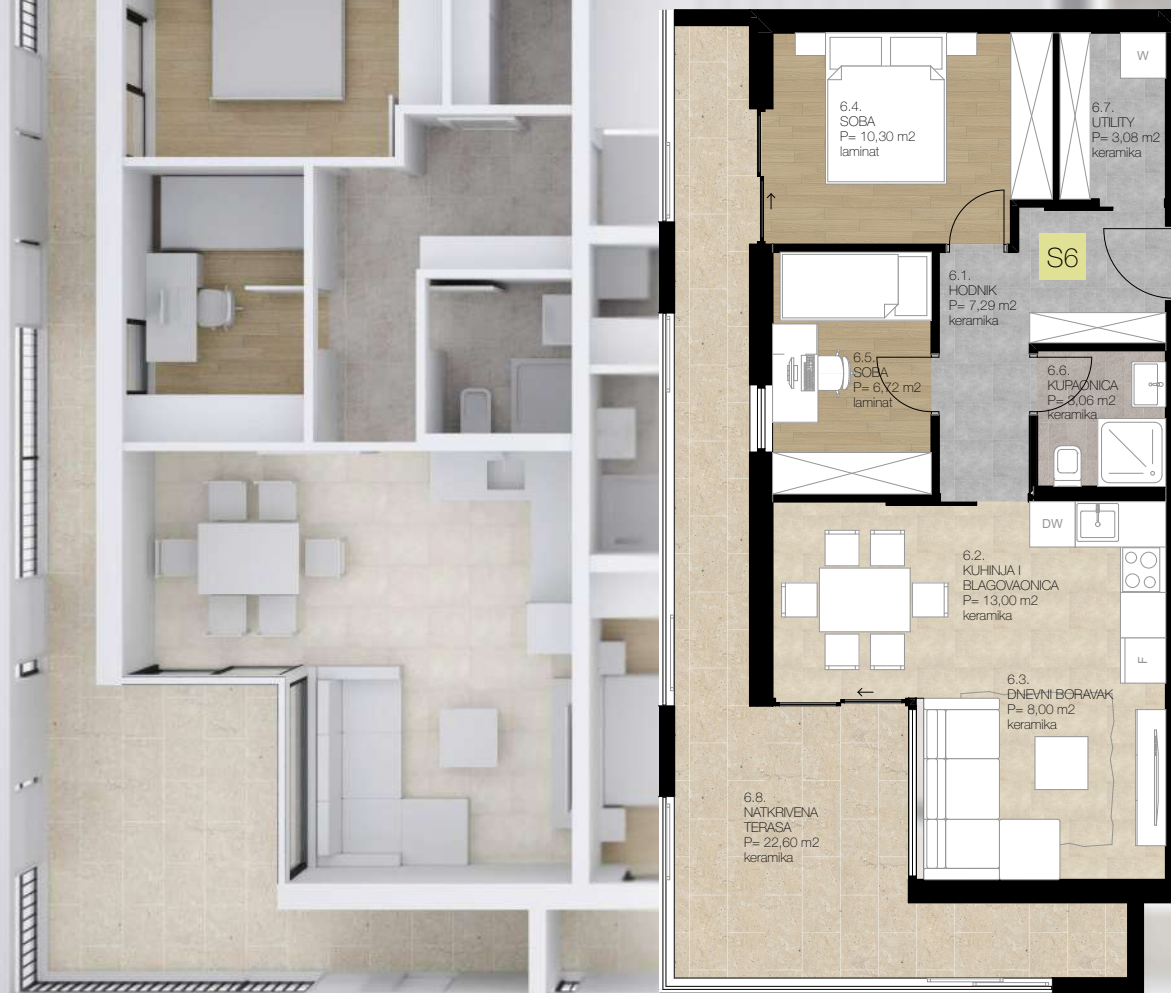 6.4.
SOBA
P= 10,30 m2
laminat
W
6.7.
UTILITY
P= 3,08 m2
keramika
S6
6.1.
HODNIK
P= 7,29 m2
keramika
6.5.
SOBA
P= 6,72 m2
laminat
6.6.
KUPAONICA
P= 3,06 m2
keramika
DW
6.2.
KUHINJA I
BLAGOVAONICA
P= 13,00 m2
keramika
F
6.3.
DNEVNI BORAVAK
P= 8,00 m2
keramika
6.8.
NATKRIVENA
TERASA
P= 22,60 m2
keramika